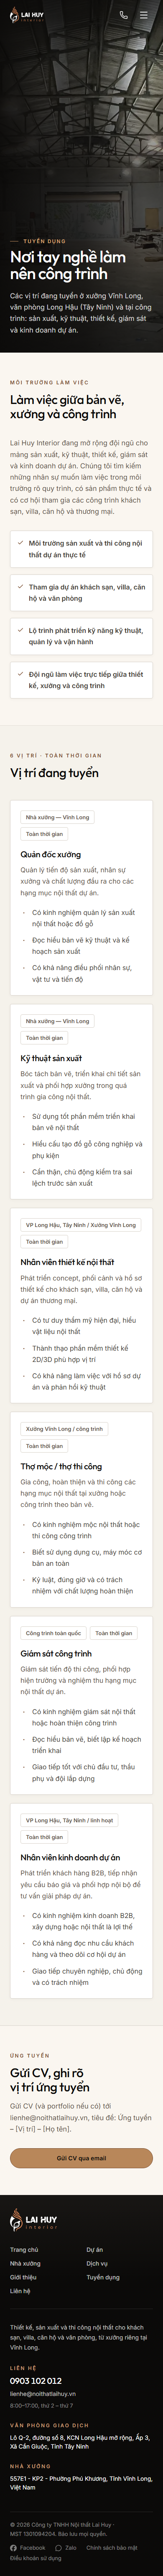 LAI HUY
interior
TUYỂN DỤNG
Nơi tay nghề làm
nên công trình
Các vị trí đang tuyển ở xưởng Vĩnh Long,
văn phòng Long Hậu (Tây Ninh) và tại công
trình: sản xuất, kỹ thuật, thiết kế, giám sát
và kinh doanh dự án.
MÔI TRƯỜNG LÀM VIỆC
Làm việc giữa bản vẽ,
xưởng và công trình
Lai Huy Interior đang mở rộng đội ngũ cho
mảng sản xuất, kỹ thuật, thiết kế, giám sát
và kinh doanh dự án. Chúng tôi tìm kiếm
những nhân sự muốn làm việc trong môi
trường có quy trình, có sản phẩm thực tế và
có cơ hội tham gia các công trình khách
sạn, villa, căn hộ và thương mại.
Môi trường sản xuất và thi công nội
thất dự án thực tế
Tham gia dự án khách sạn, villa, căn
hộ và văn phòng
Lộ trình phát triển kỹ năng kỹ thuật,
quản lý và vận hành
Đội ngũ làm việc trực tiếp giữa thiết
kế, xưởng và công trình
6 VỊ TRÍ · TOÀN THỜI GIAN
Vị trí đang tuyển
Nhà xưởng — Vĩnh Long
Toàn thời gian
Quản đốc xưởng
Quản lý tiến độ sản xuất, nhân sự
xưởng và chất lượng đầu ra cho các
hạng mục nội thất dự án.
- Có kinh nghiệm quản lý sản xuất
nội thất hoặc đồ gỗ
- Đọc hiểu bản vẽ kỹ thuật và kế
hoạch sản xuất
- Có khả năng điều phối nhân sự,
vật tư và tiến độ
Nhà xưởng — Vĩnh Long
Toàn thời gian
Kỹ thuật sản xuất
Bóc tách bản vẽ, triển khai chi tiết sản
xuất và phối hợp xưởng trong quá
trình gia công nội thất.
- Sử dụng tốt phần mềm triển khai
bản vẽ nội thất
- Hiểu cấu tạo đồ gỗ công nghiệp và
phụ kiện
- Cẩn thận, chủ động kiểm tra sai
lệch trước sản xuất
VP Long Hậu, Tây Ninh / Xưởng Vĩnh Long
Toàn thời gian
Nhân viên thiết kế nội thất
Phát triển concept, phối cảnh và hồ sơ
thiết kế cho khách sạn, villa, căn hộ và
dự án thương mại.
- Có tư duy thẩm mỹ hiện đại, hiểu
vật liệu nội thất
- Thành thạo phần mềm thiết kế
2D/3D phù hợp vị trí
- Có khả năng làm việc với hồ sơ dự
án và phản hồi kỹ thuật
Xưởng Vĩnh Long / công trình
Toàn thời gian
Thợ mộc / thợ thi công
Gia công, hoàn thiện và thi công các
hạng mục nội thất tại xưởng hoặc
công trình theo bản vẽ.
- Có kinh nghiệm mộc nội thất hoặc
thi công công trình
- Biết sử dụng dụng cụ, máy móc cơ
bản an toàn
- Kỷ luật, đúng giờ và có trách
nhiệm với chất lượng hoàn thiện
Công trình toàn quốc
Toàn thời gian
Giám sát công trình
Giám sát tiến độ thi công, phối hợp
hiện trường và nghiệm thu hạng mục
nội thất dự án.
- Có kinh nghiệm giám sát nội thất
hoặc hoàn thiện công trình
- Đọc hiểu bản vẽ, biết lập kế hoạch
triển khai
- Giao tiếp tốt với chủ đầu tư, thầu
phụ và đội lắp dựng
VP Long Hậu, Tây Ninh / linh hoạt
Toàn thời gian
Nhân viên kinh doanh dự án
Phát triển khách hàng B2B, tiếp nhận
yêu cầu báo giá và phối hợp nội bộ để
tư vấn giải pháp dự án.
- Có kinh nghiệm kinh doanh B2B,
xây dựng hoặc nội thất là lợi thế
- Có khả năng đọc nhu cầu khách
hàng và theo dõi cơ hội dự án
- Giao tiếp chuyên nghiệp, chủ động
và có trách nhiệm
ỨNG TUYỂN
Gửi CV, ghi rõ
vị trí ứng tuyển
Gửi CV (và portfolio nếu có) tới
lienhe@noithatlaihuy.vn, tiêu đề: Ứng tuyển
– [Vị trí] – [Họ tên].
Gửi CV qua email
LAI HUY
interior
Trang chủ
Dự án
Nhà xưởng
Dịch vụ
Giới thiệu
Tuyển dụng
Liên hệ
Thiết kế, sản xuất và thi công nội thất cho khách
sạn, villa, căn hộ và văn phòng, từ xưởng riêng tại
Vĩnh Long.
LIÊN HỆ
0903 102 012
lienhe@noithatlaihuy.vn
8:00–17:00, thứ 2 – thứ 7
VĂN PHÒNG GIAO DỊCH
Lô Q-2, đường số 8, KCN Long Hậu mở rộng, Ấp 3,
Xã Cần Giuộc, Tỉnh Tây Ninh
NHÀ XƯỞNG
557E1 - KP2 - Phường Phú Khương, Tỉnh Vĩnh Long,
Việt Nam
© 2026 Công ty TNHH Nội thất Lai Huy ·
MST 1301094204. Bảo lưu mọi quyền.
Facebook
Zalo
Chính sách bảo mật
Điều khoản sử dụng